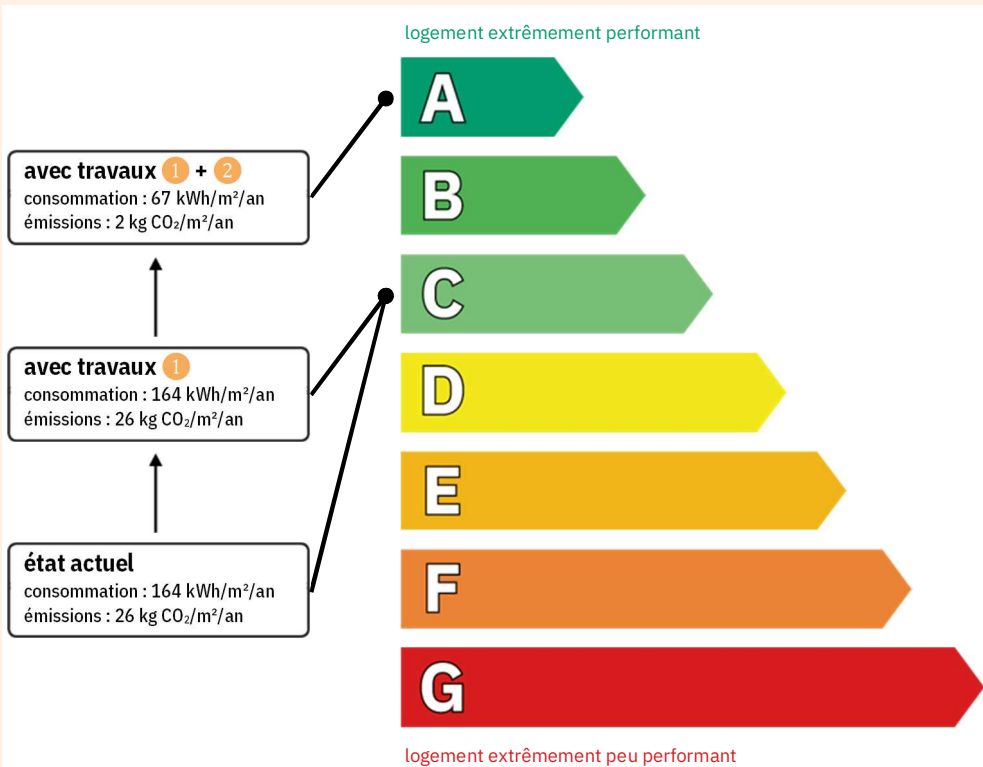 logement extrêmement performant
A
avec travaux 1 + 2
consommation : 67 kWh/m²/an
émissions : 2 kg CO₂/m²/an
B
C
avec travaux 1
consommation : 164 kWh/m²/an
émissions : 26 kg CO₂/m²/an
D
E
état actuel
consommation : 164 kWh/m²/an
émissions : 26 kg CO₂/m²/an
F
G
logement extrêmement peu performant